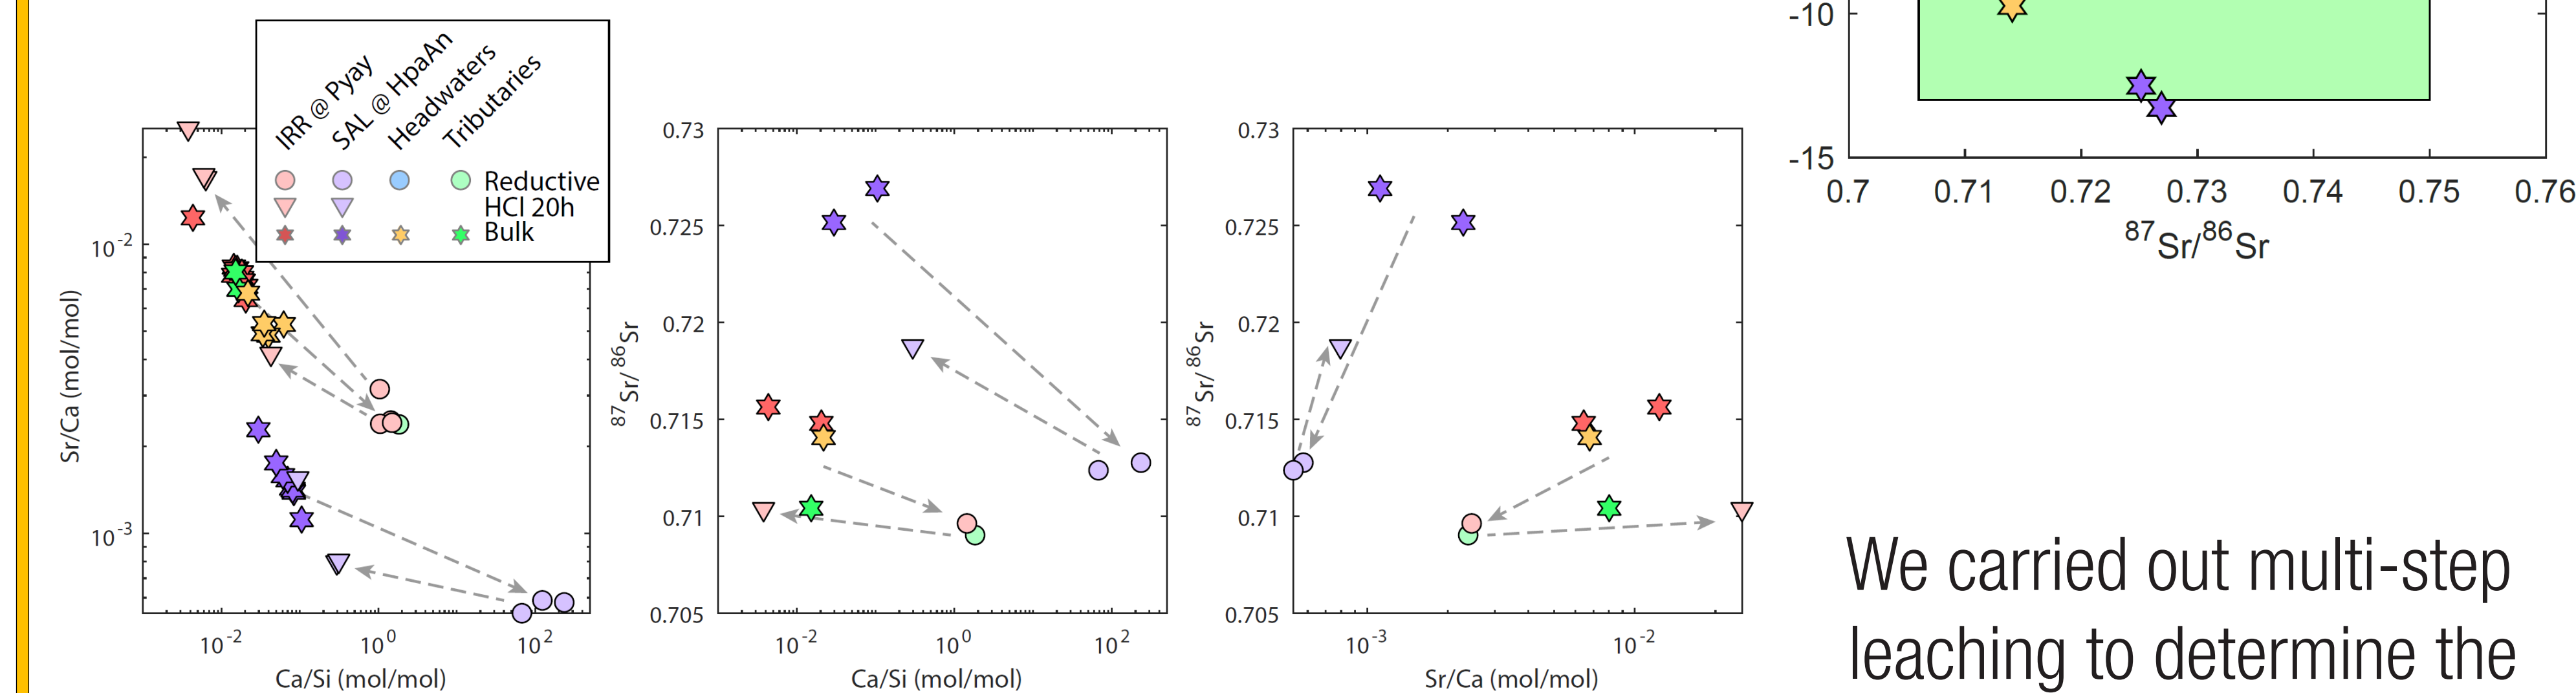 IRR @ Pyay
SAL @ HpaAn
Headwaters
Tributaries
Reductive
HCl 20h
Bulk
10^-2
10^-3
Sr/Ca (mol/mol)
10^-2 10^0 10^2
Ca/Si (mol/mol)
0.73
0.725
0.72
0.715
0.71
0.705
^87Sr/^86Sr
10^-2 10^0 10^2
Ca/Si (mol/mol)
0.73
0.725
0.72
0.715
0.71
0.705
^87Sr/^86Sr
10^-3 10^-2
Sr/Ca (mol/mol)
-10
-15
0.7 0.71 0.72 0.73 0.74 0.75 0.76
^87Sr/^86Sr
We carried out multi-step
leaching to determine the